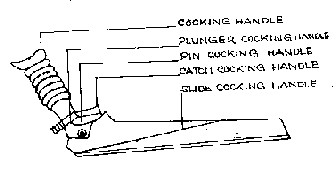 COCKING HANDLE
PLUNGER COCKING HANDLE
PIN COCKING HANDLE
CATCH COCKING HANDLE
SLIDE COCKING HANDLE